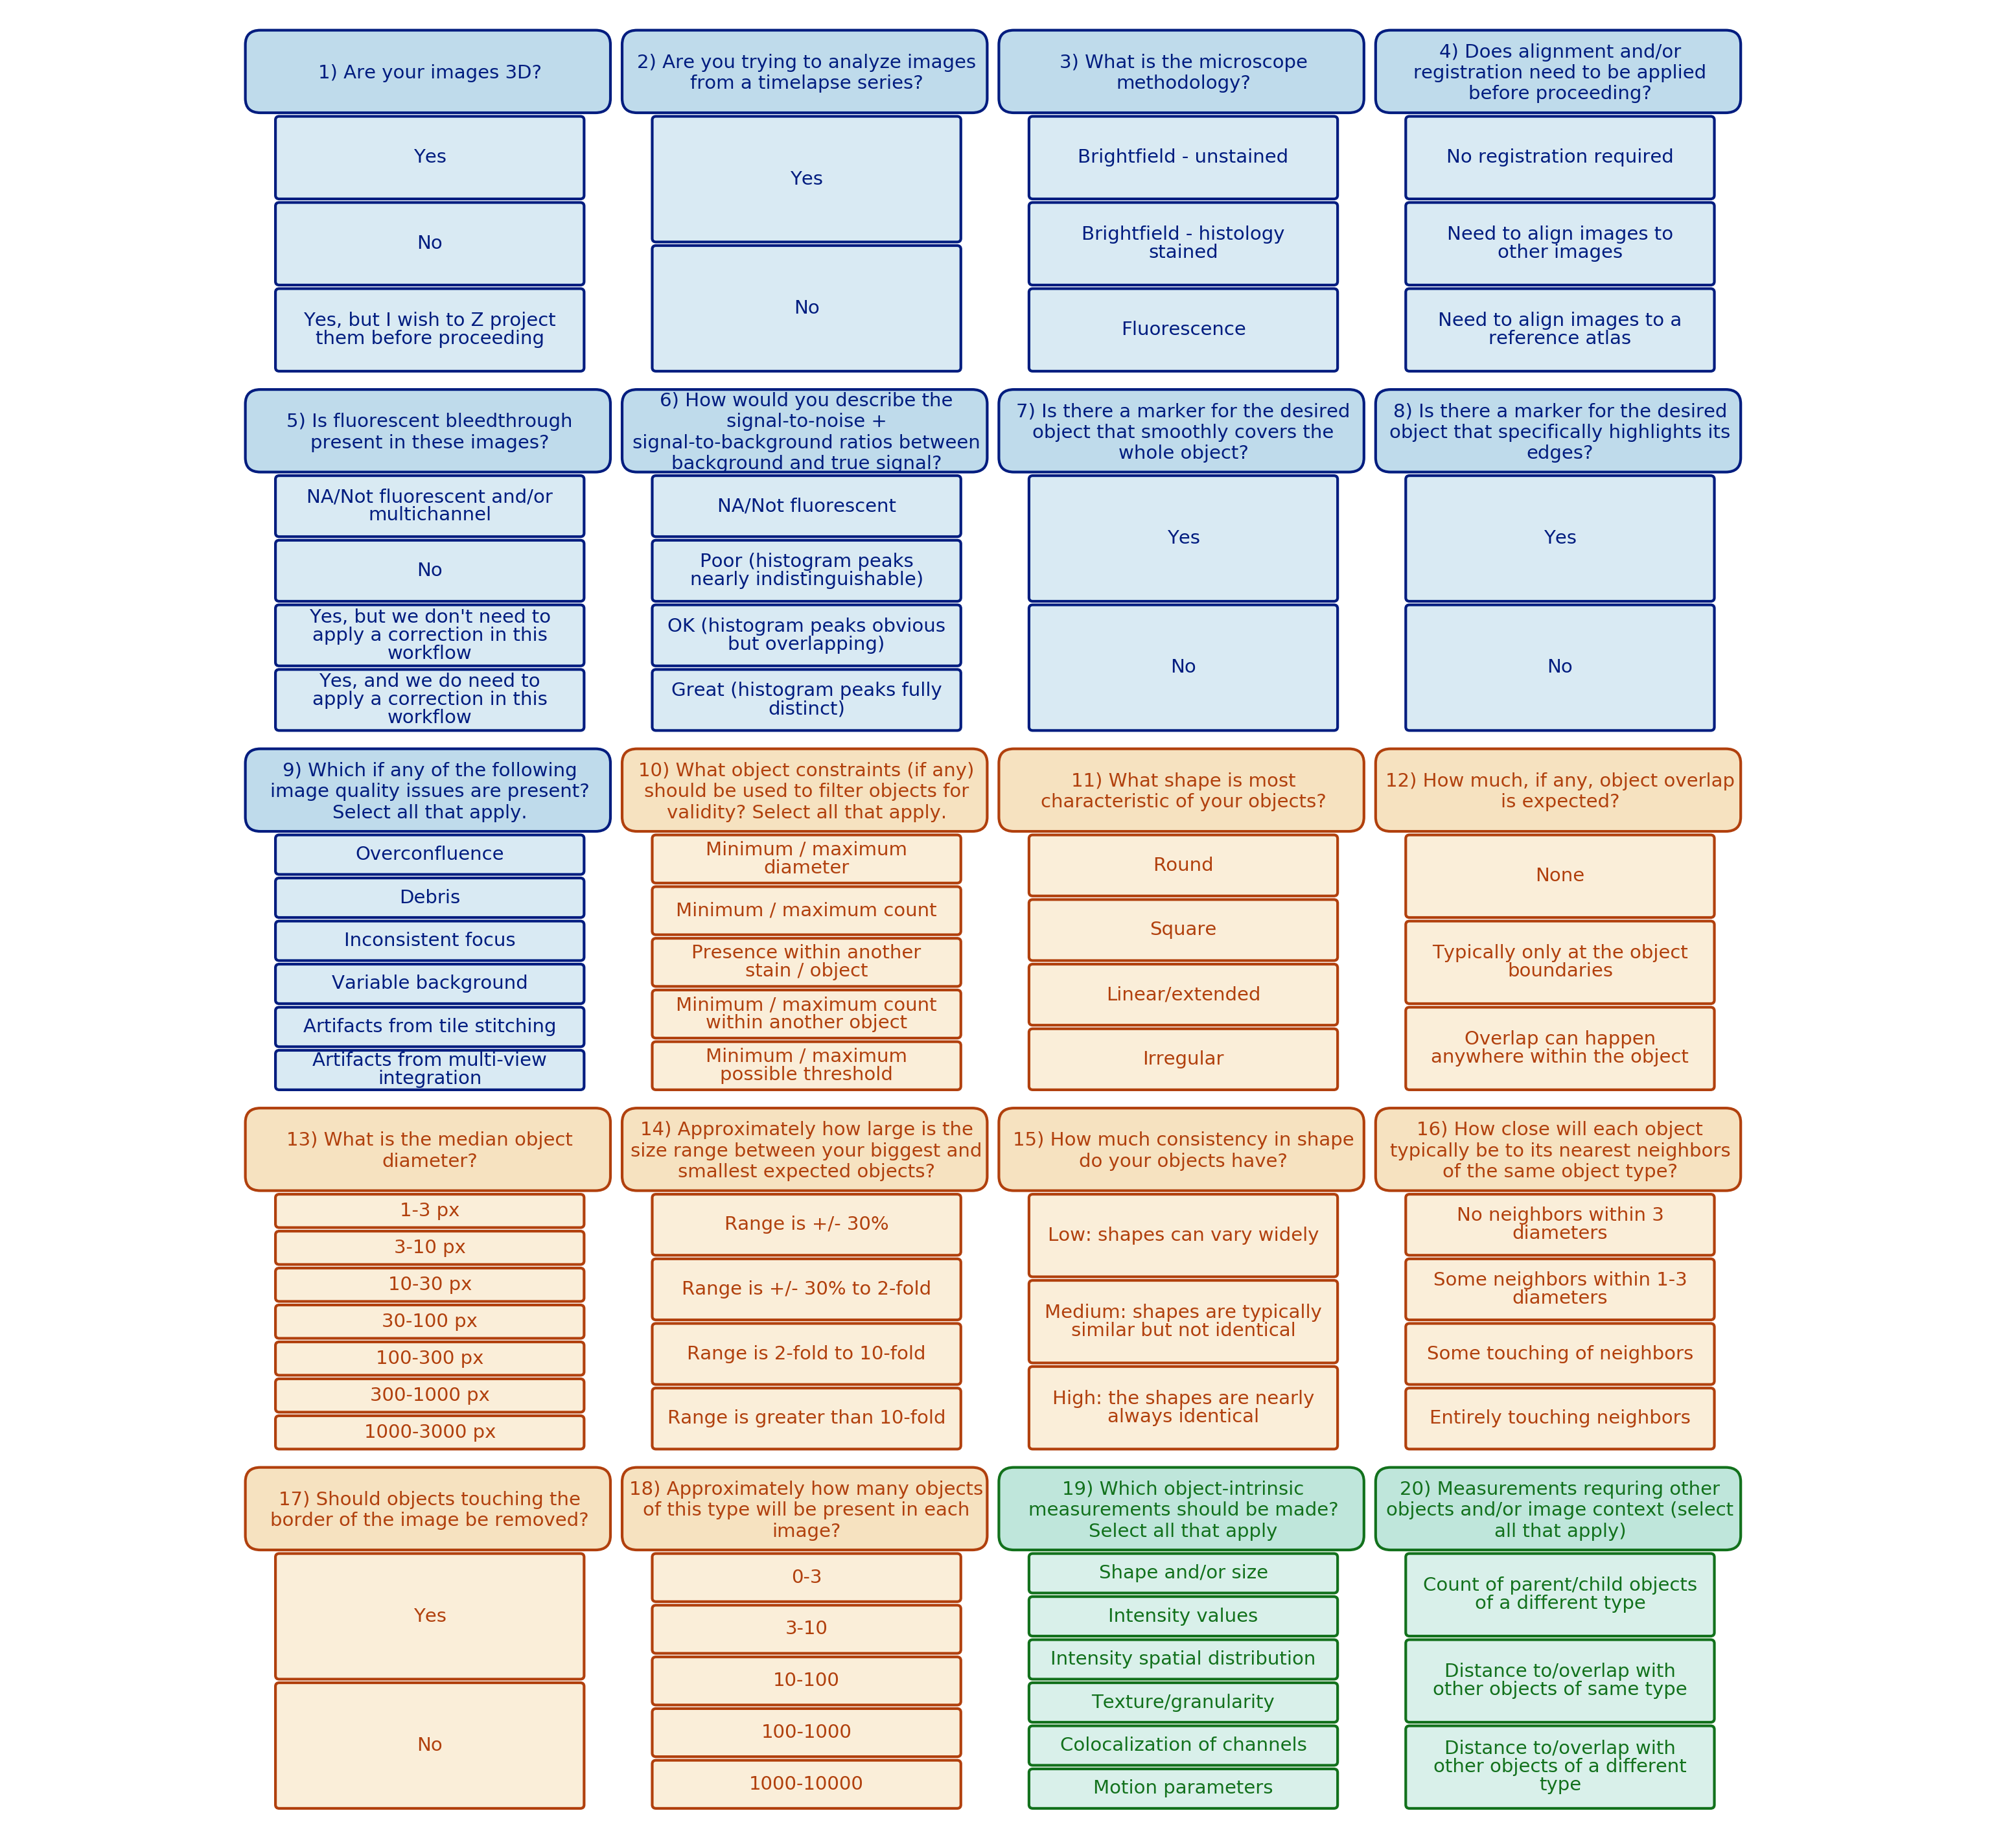 1) Are your images 3D?
Yes
No
Yes, but I wish to Z project
them before proceeding
2) Are you trying to analyze images
from a timelapse series?
Yes
No
3) What is the microscope
methodology?
Brightfield - unstained
Brightfield - histology
stained
Fluorescence
4) Does alignment and/or
registration need to be applied
before proceeding?
No registration required
Need to align images to
other images
Need to align images to a
reference atlas
5) Is fluorescent bleedthrough
present in these images?
NA/Not fluorescent and/or
multichannel
No
Yes, but we don't need to
apply a correction in this
workflow
Yes, and we do need to
apply a correction in this
workflow
6) How would you describe the
signal-to-noise +
signal-to-background ratios between
background and true signal?
NA/Not fluorescent
Poor (histogram peaks
nearly indistinguishable)
OK (histogram peaks obvious
but overlapping)
Great (histogram peaks fully
distinct)
7) Is there a marker for the desired
object that smoothly covers the
whole object?
Yes
No
8) Is there a marker for the desired
object that specifically highlights its
edges?
Yes
No
9) Which if any of the following
image quality issues are present?
Select all that apply.
Overconfluence
Debris
Inconsistent focus
Variable background
Artifacts from tile stitching
Artifacts from multi-view
integration
10) What object constraints (if any)
should be used to filter objects for
validity? Select all that apply.
Minimum / maximum
diameter
Minimum / maximum count
Presence within another
stain / object
Minimum / maximum count
within another object
Minimum / maximum
possible threshold
11) What shape is most
characteristic of your objects?
Round
Square
Linear/extended
Irregular
12) How much, if any, object overlap
is expected?
None
Typically only at the object
boundaries
Overlap can happen
anywhere within the object
13) What is the median object
diameter?
1-3 px
3-10 px
10-30 px
30-100 px
100-300 px
300-1000 px
1000-3000 px
14) Approximately how large is the
size range between your biggest and
smallest expected objects?
Range is +/- 30%
Range is +/- 30% to 2-fold
Range is 2-fold to 10-fold
Range is greater than 10-fold
15) How much consistency in shape
do your objects have?
Low: shapes can vary widely
Medium: shapes are typically
similar but not identical
High: the shapes are nearly
always identical
16) How close will each object
typically be to its nearest neighbors
of the same object type?
No neighbors within 3
diameters
Some neighbors within 1-3
diameters
Some touching of neighbors
Entirely touching neighbors
17) Should objects touching the
border of the image be removed?
Yes
No
18) Approximately how many objects
of this type will be present in each
image?
0-3
3-10
10-100
100-1000
1000-10000
19) Which object-intrinsic
measurements should be made?
Select all that apply
Shape and/or size
Intensity values
Intensity spatial distribution
Texture/granularity
Colocalization of channels
Motion parameters
20) Measurements requring other
objects and/or image context (select
all that apply)
Count of parent/child objects
of a different type
Distance to/overlap with
other objects of same type
Distance to/overlap with
other objects of a different
type